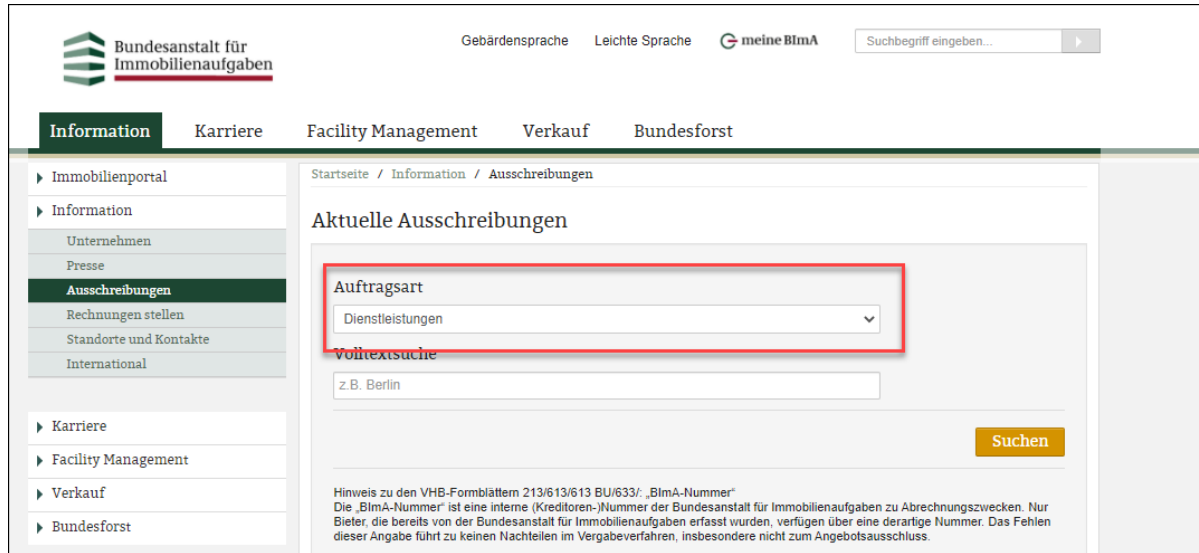 Bundesanstalt für
Immobilienaufgaben
Gebärdensprache Leichte Sprache meine BImA Suchbegriff eingeben...
Information Karriere Facility Management Verkauf Bundesforst
Immobilienportal
Information
Unternehmen
Presse
Ausschreibungen
Rechnungen stellen
Standorte und Kontakte
International
Karriere
Facility Management
Verkauf
Bundesforst
Startseite / Information / Ausschreibungen
Aktuelle Ausschreibungen
Auftragsart
Dienstleistungen
Volltextsuche
z.B. Berlin
Suchen
Hinweis zu den VHB-Formblättern 213/613/613 BU/633/: „BImA-Nummer“
Die „BImA-Nummer“ ist eine interne (Kreditoren-)Nummer der Bundesanstalt für Immobilienaufgaben zu Abrechnungszwecken. Nur
Bieter, die bereits von der Bundesanstalt für Immobilienaufgaben erfasst wurden, verfügen über eine derartige Nummer. Das Fehlen
dieser Angabe führt zu keinen Nachteilen im Vergabeverfahren, insbesondere nicht zum Angebotsausschluss.